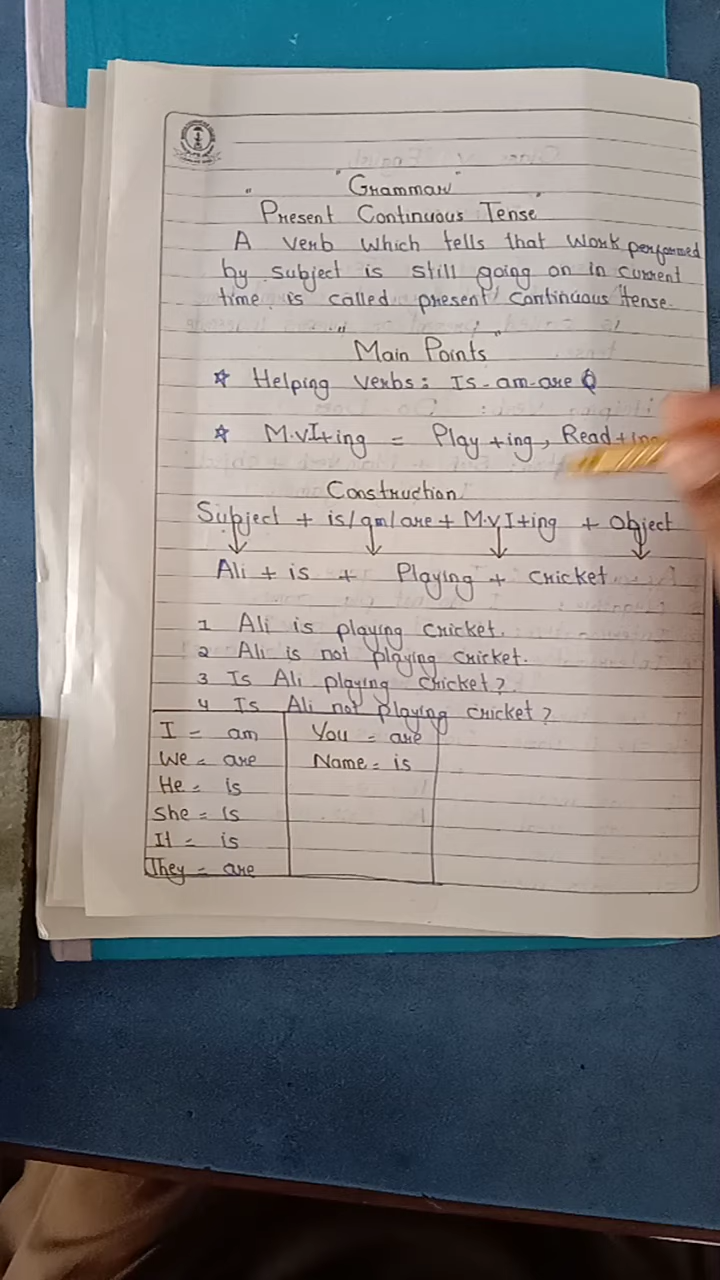 "Grammar"
"Present Continuous Tense"
A verb which tells that work performed
by subject is still going on in current
time is called present continuous tense.
"Main Points"
☆ Helping verbs: Is-am-are
☆ M.vI+ing = Play +ing, Read+ing
Construction
Subject + is/am/are + M.V I+ing + Object
↓ ↓ ↓ ↓
Ali + is + Playing + cricket
1 Ali is playing cricket.
2 Ali is not playing cricket.
3 Is Ali playing cricket?
4 Is Ali not playing cricket?
I = am You = are
We = are Name = is
He = is
She = is
It = is
They = are